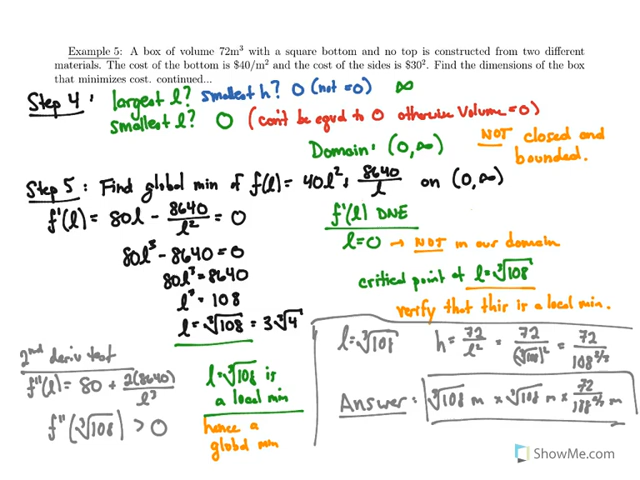 Example 5: A box of volume 72m³ with a square bottom and no top is constructed from two different
materials. The cost of the bottom is $40/m² and the cost of the sides is $30². Find the dimensions of the box
that minimizes cost. continued...
Step 4: largest l? smallest h? 0 (not =0) ∞
smallest l? 0 (can't be equal to 0 otherwise Volume = 0)
Domain: (0,∞)
NOT closed and
bounded.
Step 5: Find global min of f(l) = 40l² + 8640/l on (0,∞)
f'(l) = 80l - 8640/l² = 0
80l³ - 8640 = 0
80l³ = 8640
l³ = 108
l = ∛108 = 3∛4
f'(l) DNE
l = 0 → NOT in our domain
critical point at l = ∛108
verify that this is a local min.
2nd deriv test
f''(l) = 80 + 2(8640)/l³
f''(∛108) > 0
l = ∛108 is
a local min
hence a
global min
l = ∛108 h = 72/l² = 72/(∛108)² = 72/108^(2/3)
Answer: ∛108 m x ∛108 m x 72/108^(2/3) m
ShowMe.com